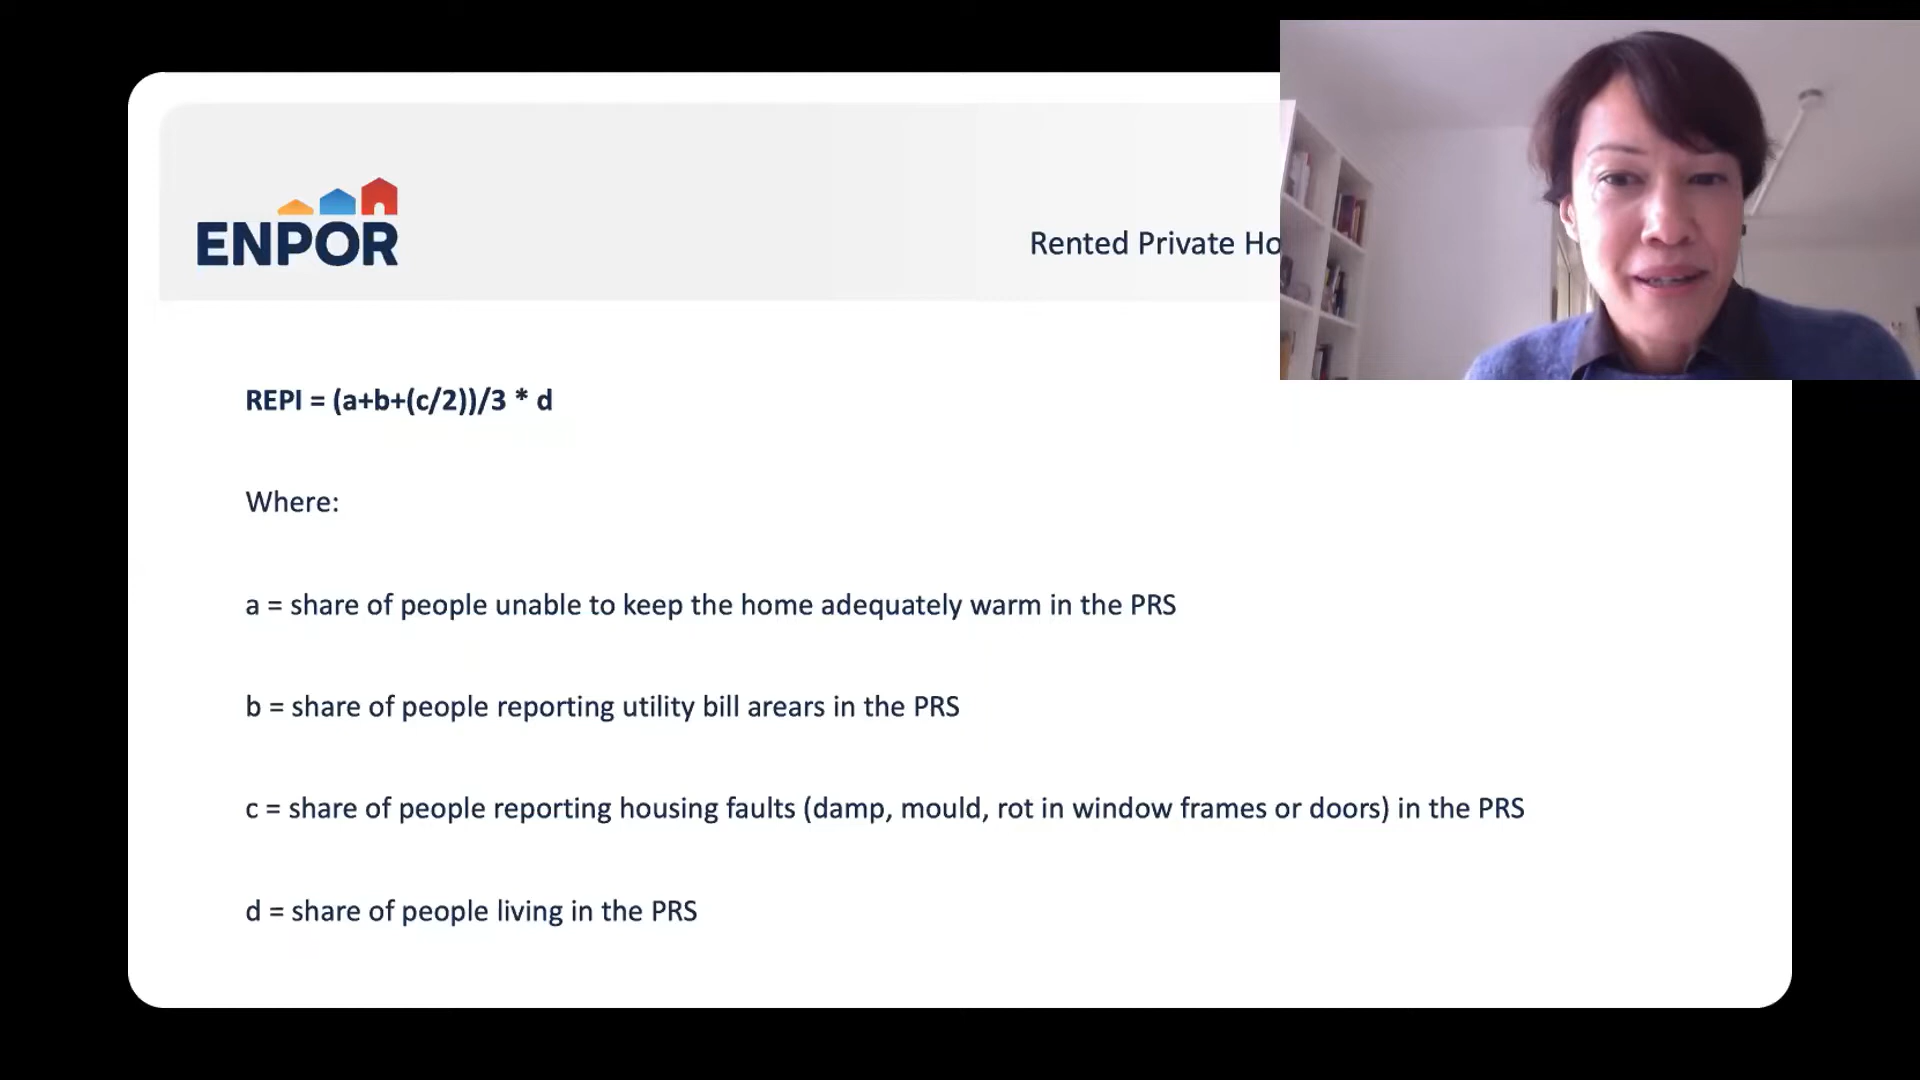 ENPOR
Rented Private Ho
REPI = (a+b+(c/2))/3 * d
Where:
a = share of people unable to keep the home adequately warm in the PRS
b = share of people reporting utility bill arears in the PRS
c = share of people reporting housing faults (damp, mould, rot in window frames or doors) in the PRS
d = share of people living in the PRS